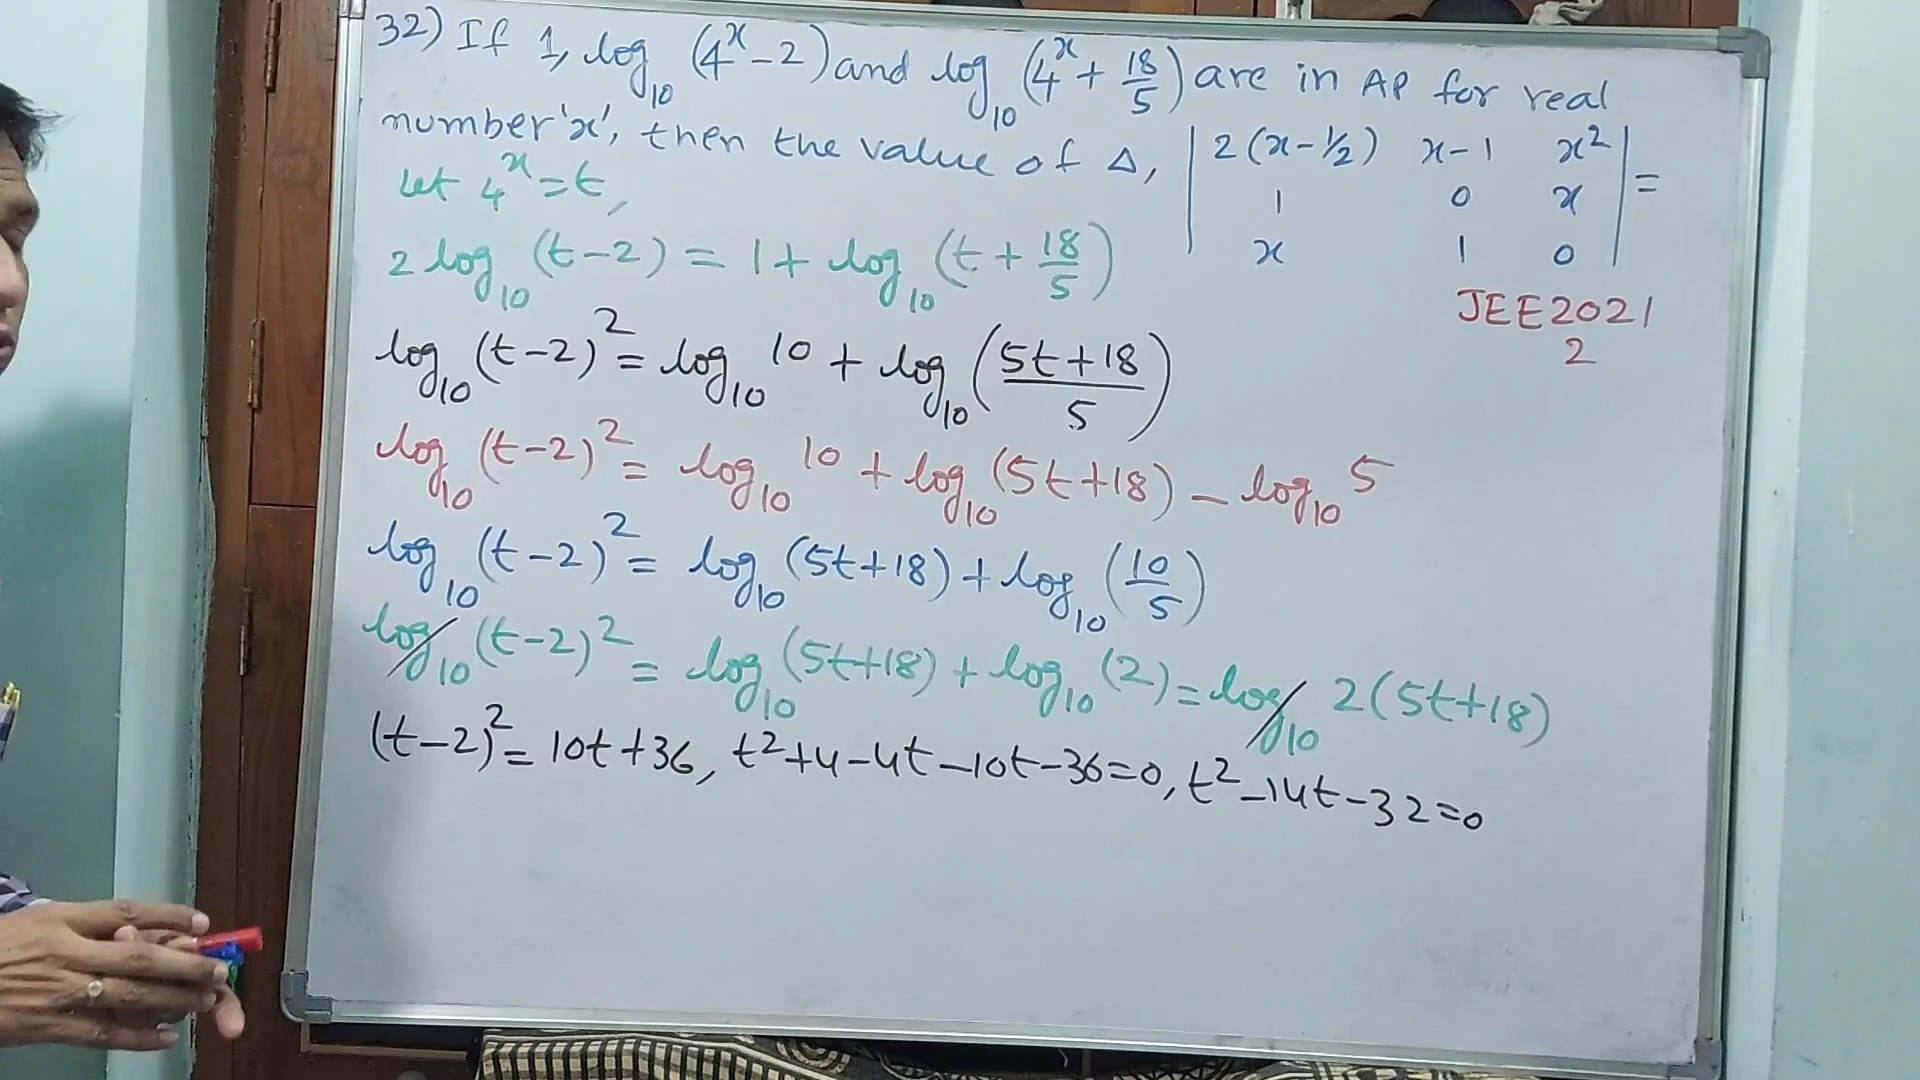 32) If 1, log₁₀ (4ˣ – 2) and log₁₀ (4ˣ + 18/5) are in AP for real
number 'x', then the value of Δ, | 2(x–1/2) x–1 x² | =
| 1 0 x |
| x 1 0 |
JEE2021
2
Let 4ˣ = t,
2 log₁₀ (t–2) = 1 + log₁₀ (t + 18/5)
log₁₀ (t–2)² = log₁₀ 10 + log₁₀ ((5t+18)/5)
log₁₀ (t–2)² = log₁₀ 10 + log₁₀ (5t+18) – log₁₀ 5
log₁₀ (t–2)² = log₁₀ (5t+18) + log₁₀ (10/5)
log₁₀ (t–2)² = log₁₀ (5t+18) + log₁₀ (2) = log₁₀ 2(5t+18)
(t–2)² = 10t+36, t²+4–4t–10t–36=0, t²–14t–32=0